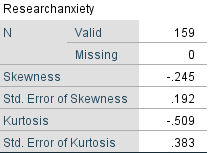 Researchanxiety
N Valid 159
Missing 0
Skewness -.245
Std. Error of Skewness .192
Kurtosis -.509
Std. Error of Kurtosis .383